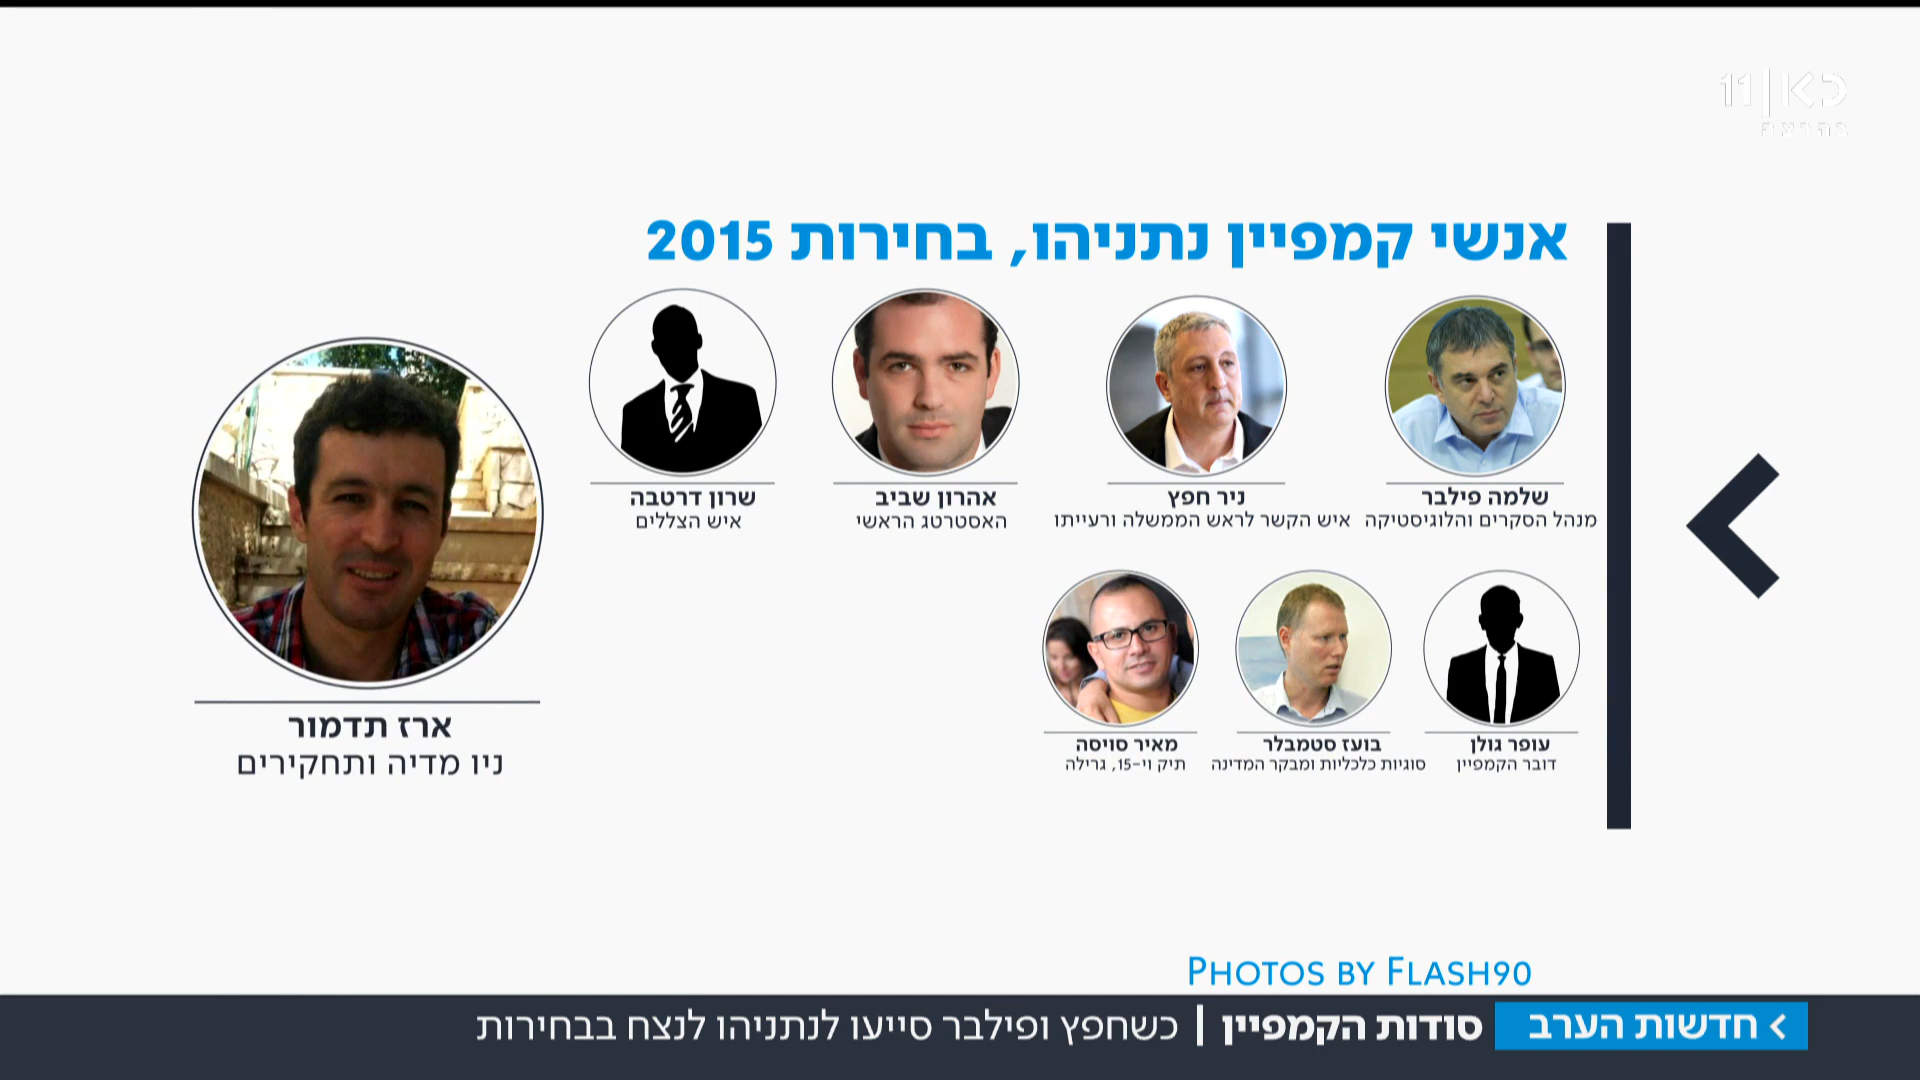 כאן 11
בהרצה
אנשי קמפיין נתניהו, בחירות 2015
שלמה פילבר
מנהל הסקרים והלוגיסטיקה
ניר חפץ
איש הקשר לראש הממשלה ורעייתו
אהרון שביב
האסטרטג הראשי
שרון דרטבה
איש הצללים
עופר גולן
דובר הקמפיין
בועז סטמבלר
סוגיות כלכליות ומבקר המדינה
מאיר סויסה
תיק וי-15, גרילה
ארז תדמור
ניו מדיה ותחקירים
PHOTOS BY FLASH90
חדשות הערב
סודות הקמפיין | כשחפץ ופילבר סייעו לנתניהו לנצח בבחירות